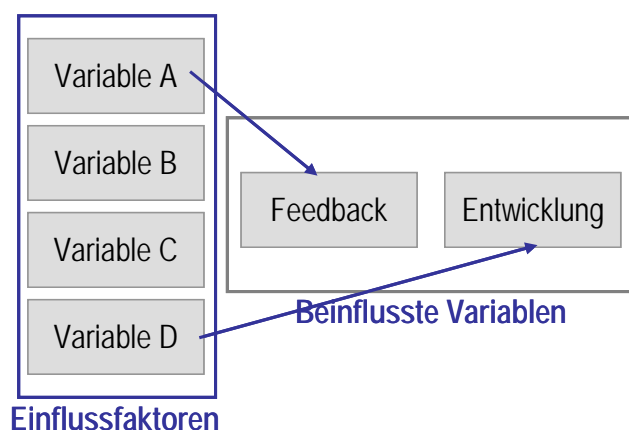 Variable A
Variable B
Variable C
Variable D
Einflussfaktoren
Feedback
Entwicklung
Beinflusste Variablen